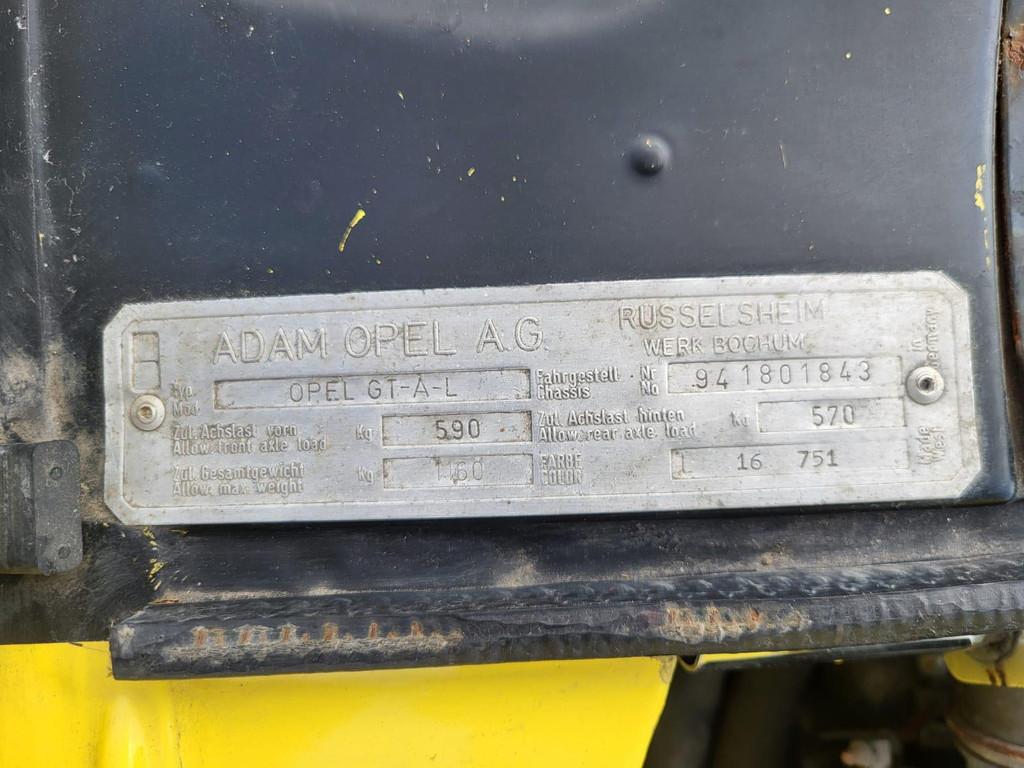 ADAM OPEL A.G. RÜSSELSHEIM
WERK BOCHUM
Typ Mod. OPEL GT-A-L Fahrgestell - Nr Chassis No 941801843
Zul. Achslast vorn Allow. front axle load Kg 590 Zul. Achslast hinten Allow. rear axle load Kg 570
Zul. Gesamtgewicht Allow. max. weight Kg 1160 FARBE COLOR L 16 751
Made in West Germany